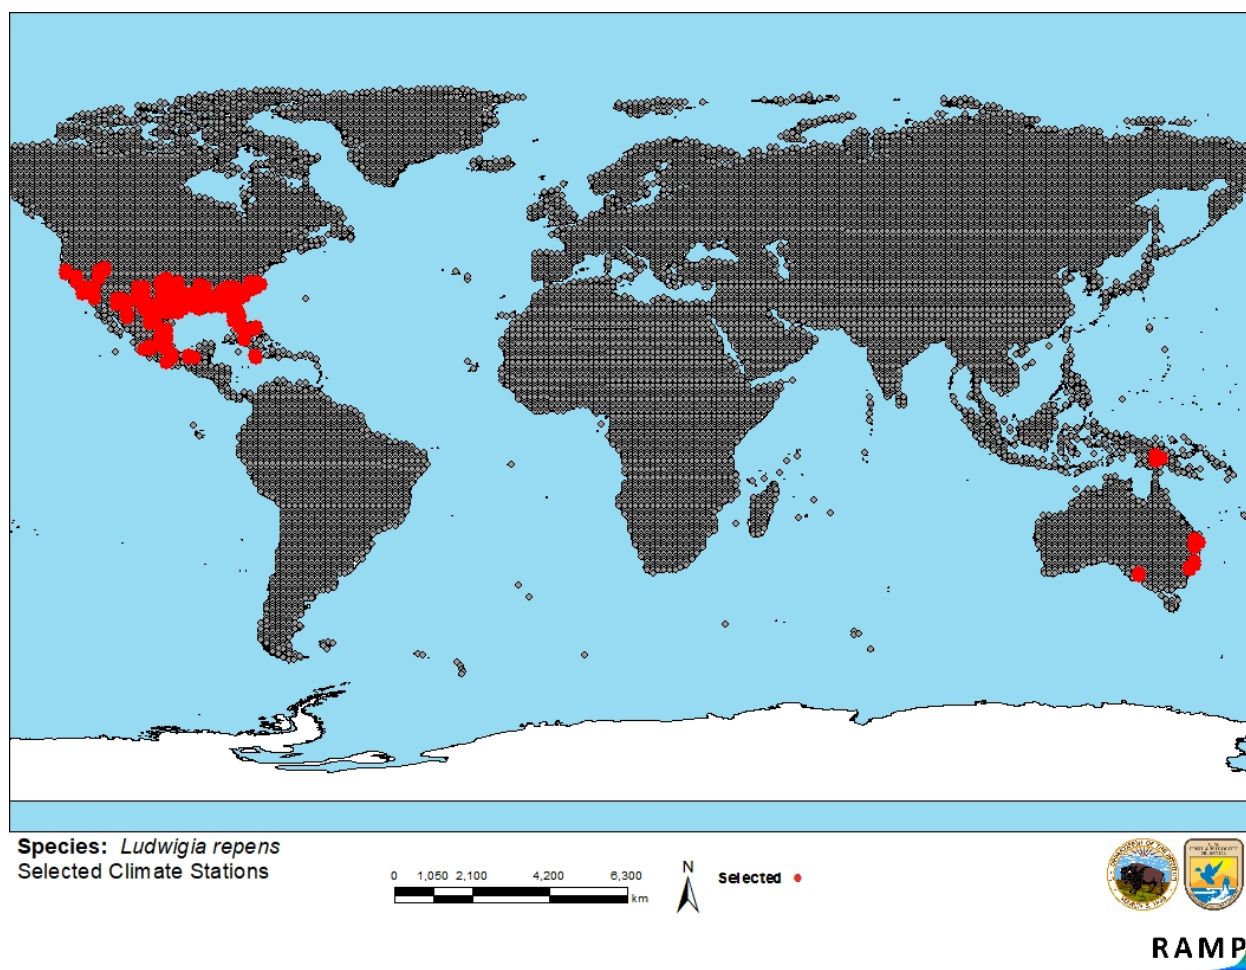 Species: Ludwigia repens
Selected Climate Stations
0 1,050 2,100 4,200 6,300
km
N
Selected
RAMP